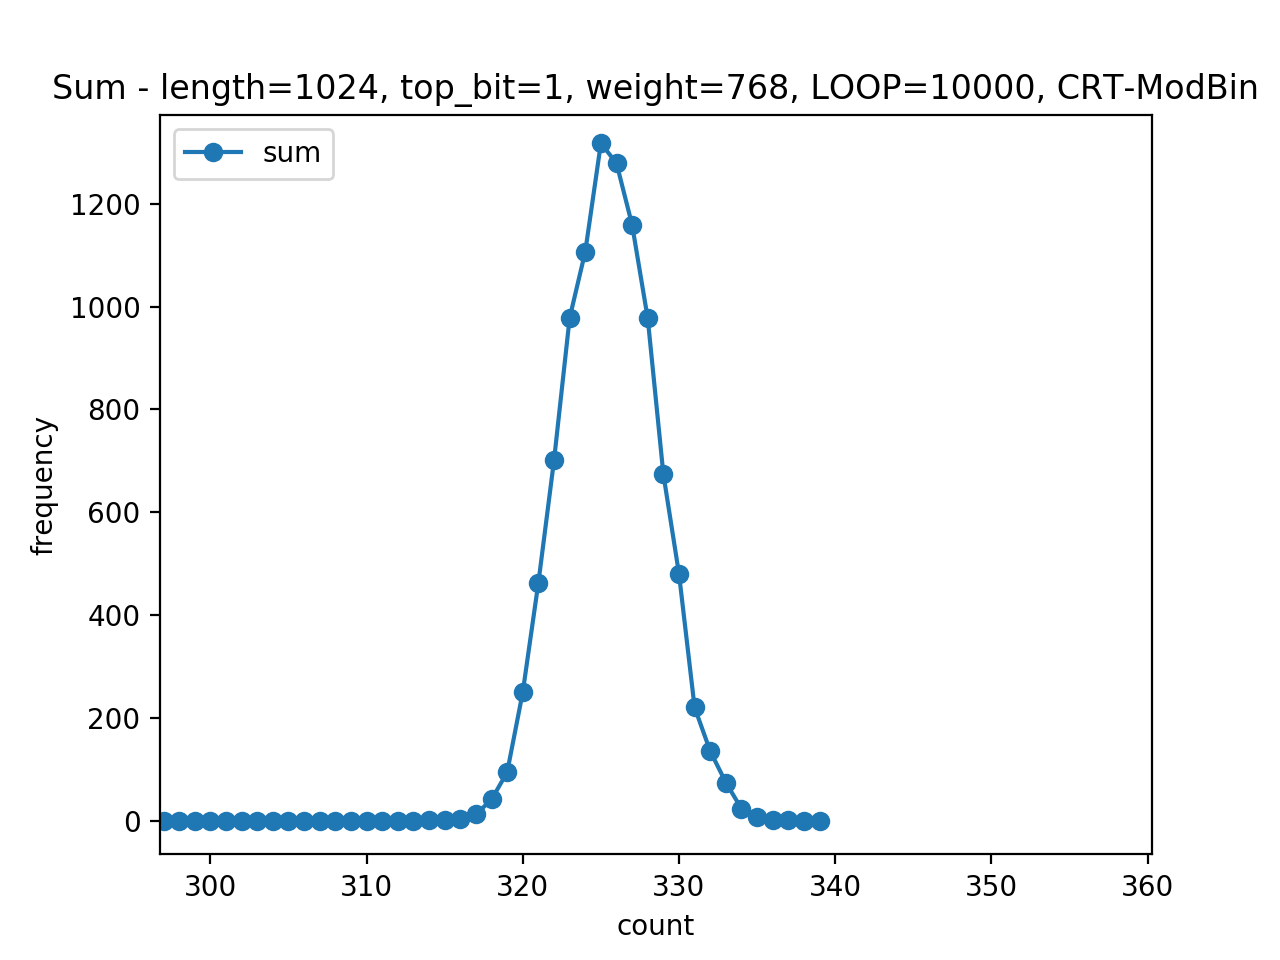 Sum - length=1024, top_bit=1, weight=768, LOOP=10000, CRT-ModBin
sum
1200
1000
800
600
400
200
0
frequency
300 310 320 330 340 350 360
count